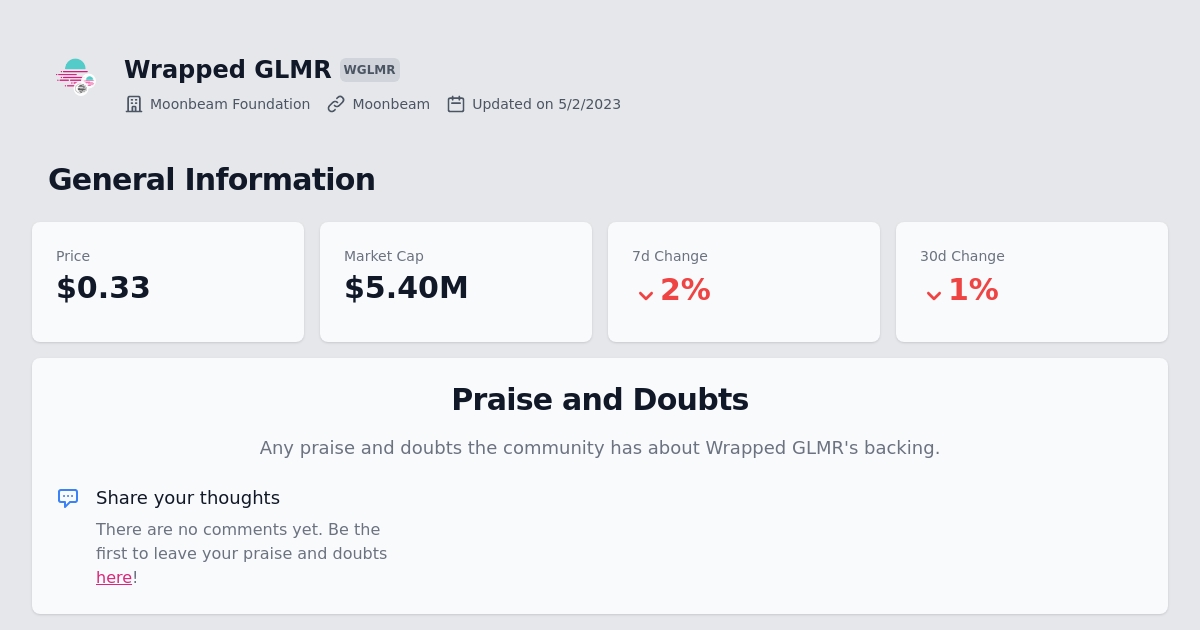 Wrapped GLMR WGLMR
Moonbeam Foundation Moonbeam Updated on 5/2/2023
General Information
Price
$0.33
Market Cap
$5.40M
7d Change
2%
30d Change
1%
Praise and Doubts
Any praise and doubts the community has about Wrapped GLMR's backing.
Share your thoughts
There are no comments yet. Be the
first to leave your praise and doubts
here!